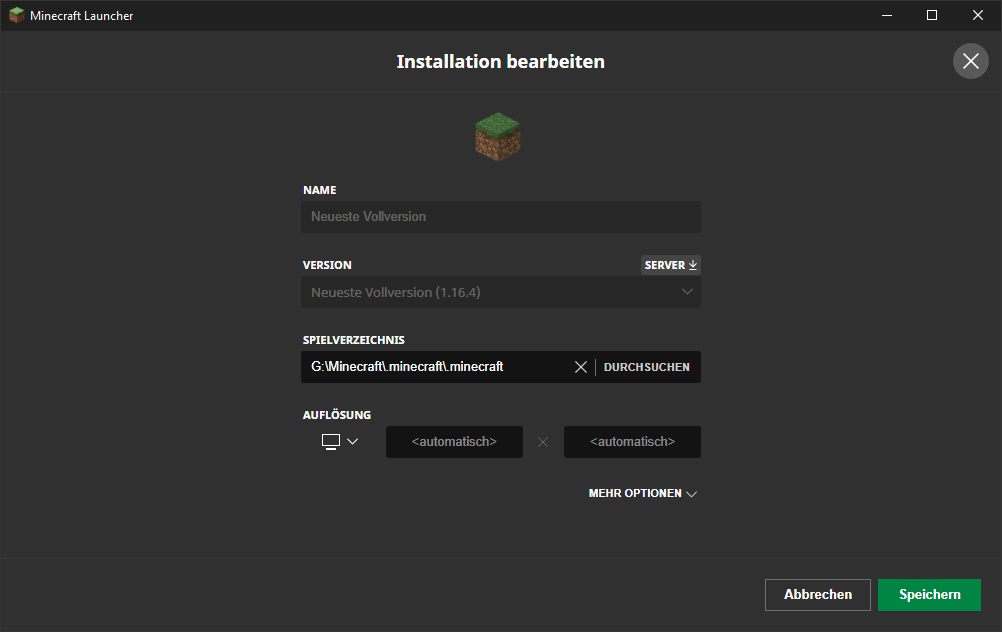 Minecraft Launcher
Installation bearbeiten
NAME
Neueste Vollversion
VERSION
SERVER
Neueste Vollversion (1.16.4)
SPIELVERZEICHNIS
G:\Minecraft\.minecraft\.minecraft
DURCHSUCHEN
AUFLÖSUNG
<automatisch>
<automatisch>
MEHR OPTIONEN
Abbrechen
Speichern